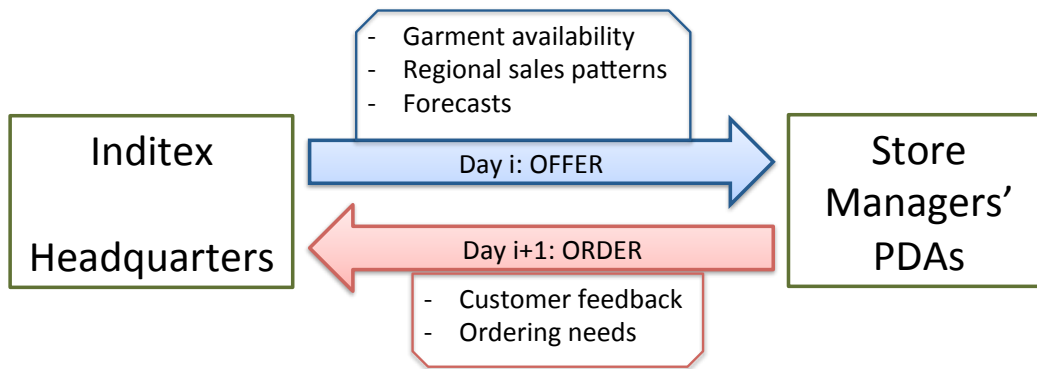 - Garment availability
- Regional sales patterns
- Forecasts
Inditex
Headquarters
Day i: OFFER
Store
Managers’
PDAs
Day i+1: ORDER
- Customer feedback
- Ordering needs